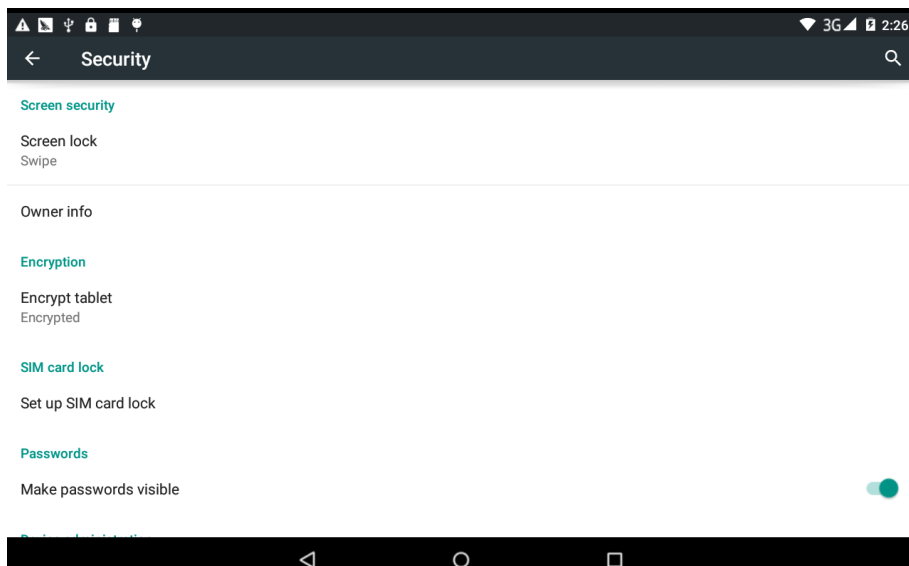 3G 2:26
Security
Screen security
Screen lock
Swipe
Owner info
Encryption
Encrypt tablet
Encrypted
SIM card lock
Set up SIM card lock
Passwords
Make passwords visible